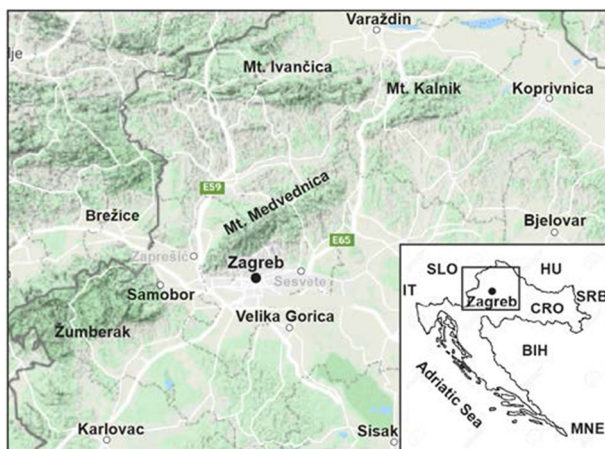 Varaždin
lje
Mt. Ivančica
Mt. Kalnik
Koprivnica
E59
Mt. Medvednica
Brežice
Bjelovar
E65
Zaprešić
Zagreb
Sesvete
Samobor
Žumberak
Velika Gorica
Karlovac
Sisak
SLO
HU
IT
Zagreb
SRB
CRO
BIH
Adriatic Sea
MNE